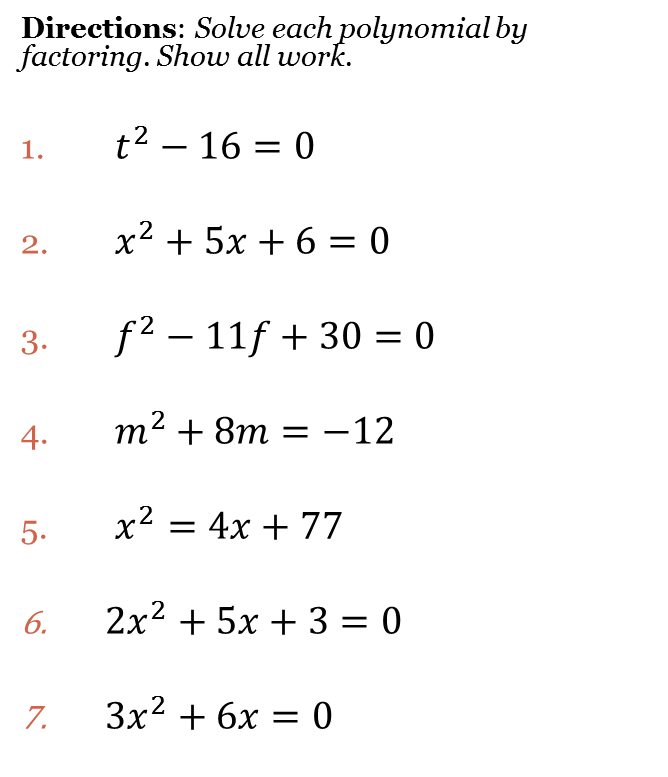 Directions: Solve each polynomial by
factoring. Show all work.
1. t² − 16 = 0
2. x² + 5x + 6 = 0
3. f² − 11f + 30 = 0
4. m² + 8m = −12
5. x² = 4x + 77
6. 2x² + 5x + 3 = 0
7. 3x² + 6x = 0